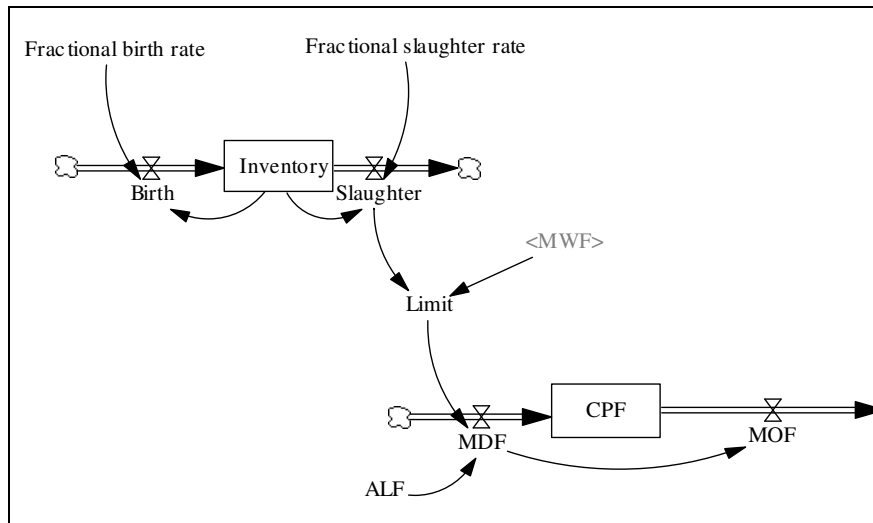 Fractional birth rate
Fractional slaughter rate
Inventory
Birth
Slaughter
<MWF>
Limit
CPF
MDF
MOF
ALF